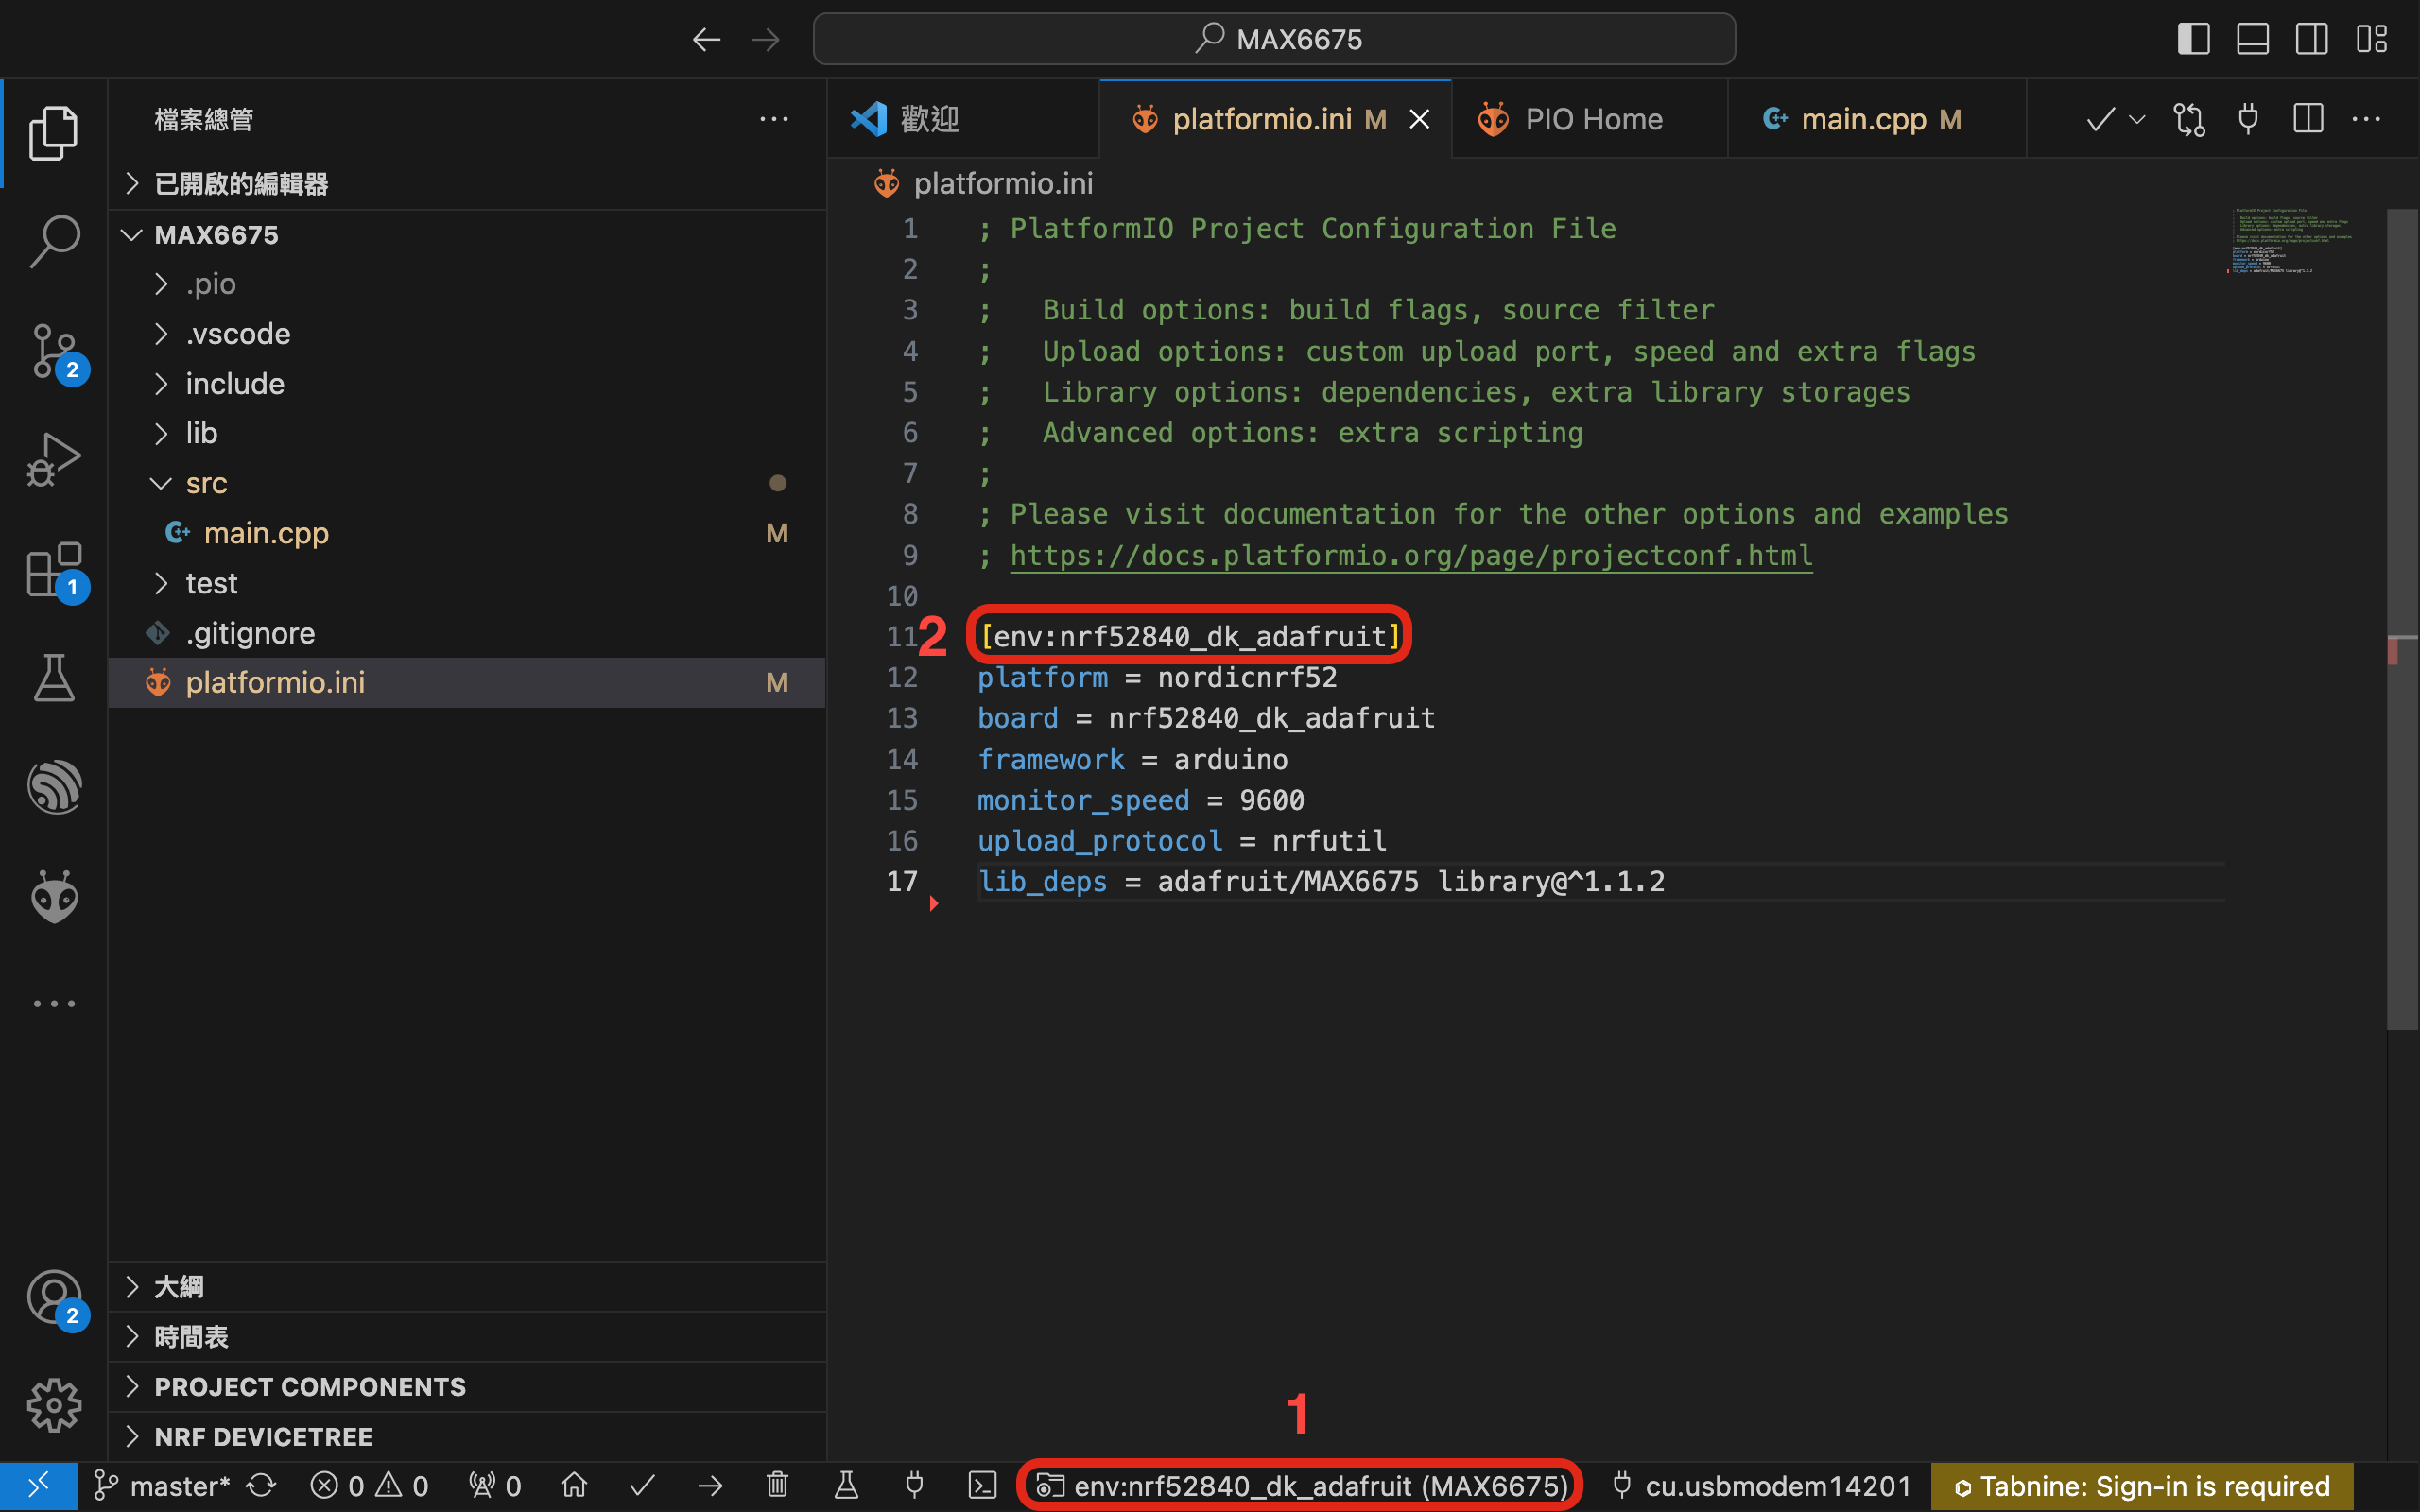 MAX6675
檔案總管
已開啟的編輯器
MAX6675
.pio
.vscode
include
lib
src
main.cpp M
test
.gitignore
platformio.ini M
大綱
時間表
PROJECT COMPONENTS
NRF DEVICETREE
2
1
2
歡迎
platformio.ini M
PIO Home
main.cpp M
platformio.ini
1 ; PlatformIO Project Configuration File
2 ;
3 ;   Build options: build flags, source filter
4 ;   Upload options: custom upload port, speed and extra flags
5 ;   Library options: dependencies, extra library storages
6 ;   Advanced options: extra scripting
7 ;
8 ; Please visit documentation for the other options and examples
9 ; https://docs.platformio.org/page/projectconf.html
10
11 2 [env:nrf52840_dk_adafruit]
12 platform = nordicnrf52
13 board = nrf52840_dk_adafruit
14 framework = arduino
15 monitor_speed = 9600
16 upload_protocol = nrfutil
17 lib_deps = adafruit/MAX6675 library@^1.1.2
1
master* 0 0 0 env:nrf52840_dk_adafruit (MAX6675) cu.usbmodem14201 Tabnine: Sign-in is required